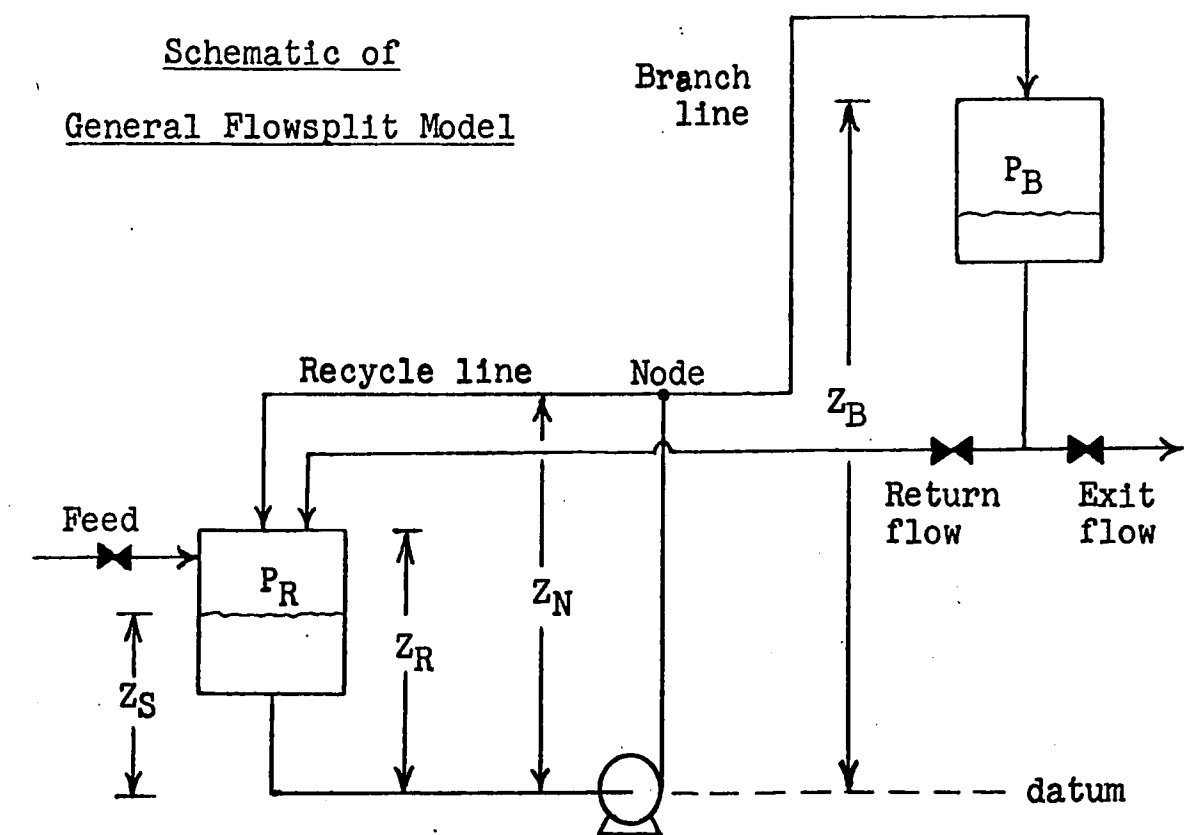 Schematic of
General Flowsplit Model
Branch
line
P_B
Recycle line
Node
Z_B
Return
flow
Exit
flow
Feed
P_R
Z_N
Z_R
Z_S
datum